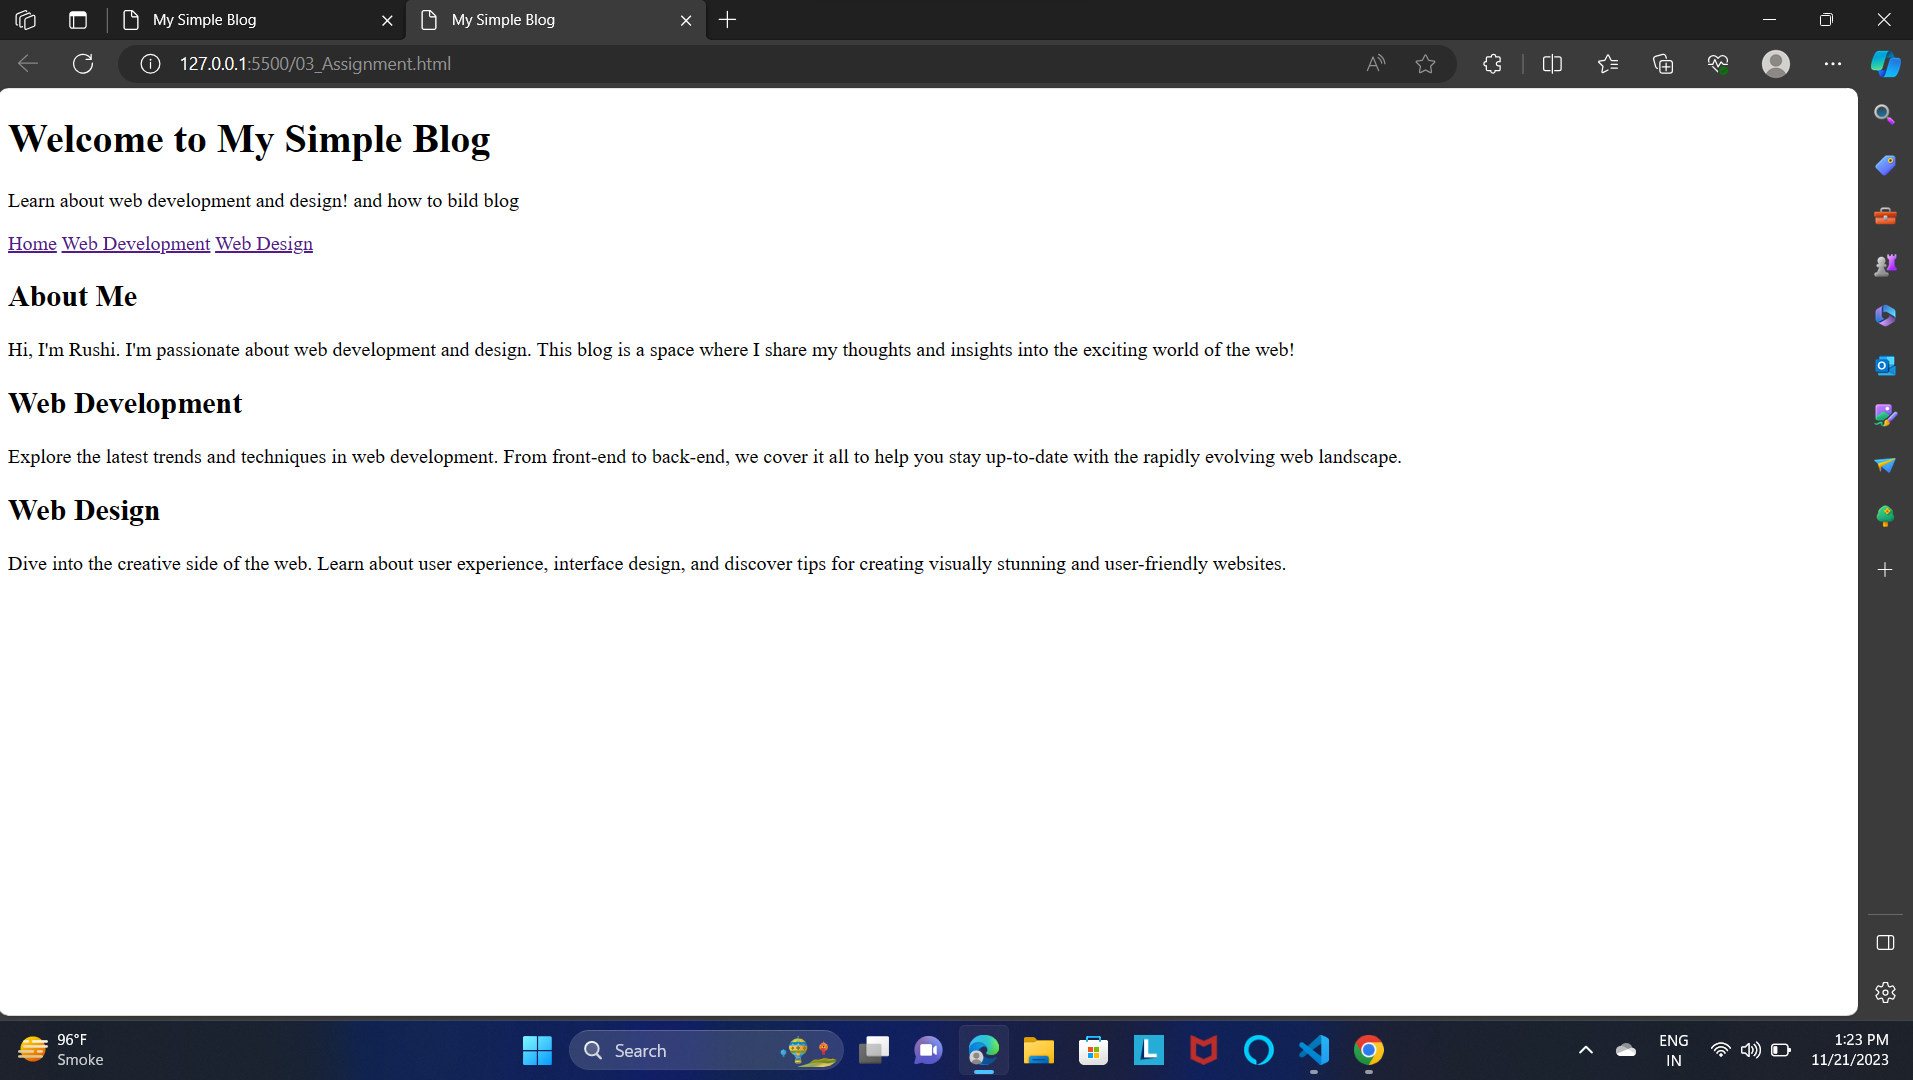 My Simple Blog
My Simple Blog
127.0.0.1:5500/03_Assignment.html
Welcome to My Simple Blog
Learn about web development and design! and how to bild blog
Home Web Development Web Design
About Me
Hi, I'm Rushi. I'm passionate about web development and design. This blog is a space where I share my thoughts and insights into the exciting world of the web!
Web Development
Explore the latest trends and techniques in web development. From front-end to back-end, we cover it all to help you stay up-to-date with the rapidly evolving web landscape.
Web Design
Dive into the creative side of the web. Learn about user experience, interface design, and discover tips for creating visually stunning and user-friendly websites.
96°F
Smoke
Search
L
ENG
IN
1:23 PM
11/21/2023